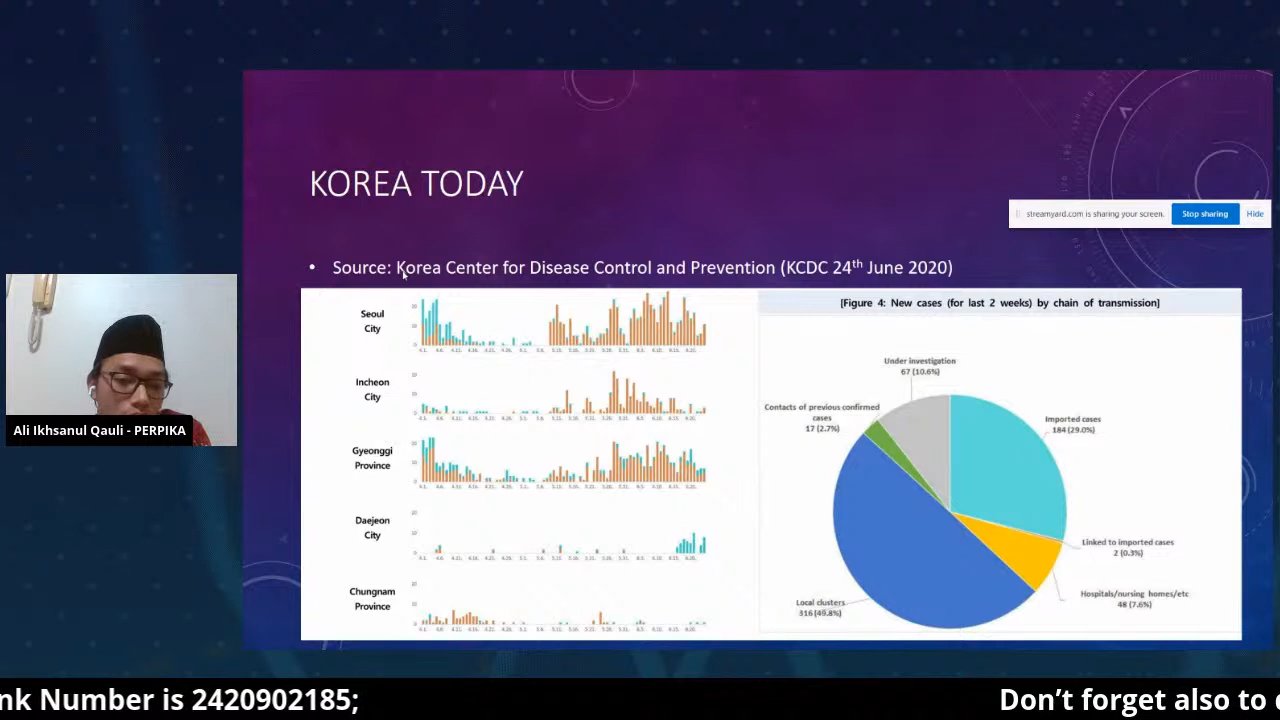 KOREA TODAY
streamyard.com is sharing your screen.
Stop sharing
Hide
• Source: Korea Center for Disease Control and Prevention (KCDC 24th June 2020)
Seoul
City
Incheon
City
Gyeonggi
Province
Daejeon
City
Chungnam
Province
[Figure 4: New cases (for last 2 weeks) by chain of transmission]
Under investigation
67 (10.6%)
Contacts of previous confirmed
cases
17 (2.7%)
Imported cases
184 (29.0%)
Linked to imported cases
2 (0.3%)
Hospitals/nursing homes/etc
48 (7.6%)
Local clusters
316 (49.8%)
Ali Ikhsanul Qauli - PERPIKA
nk Number is 2420902185;
Don’t forget also to